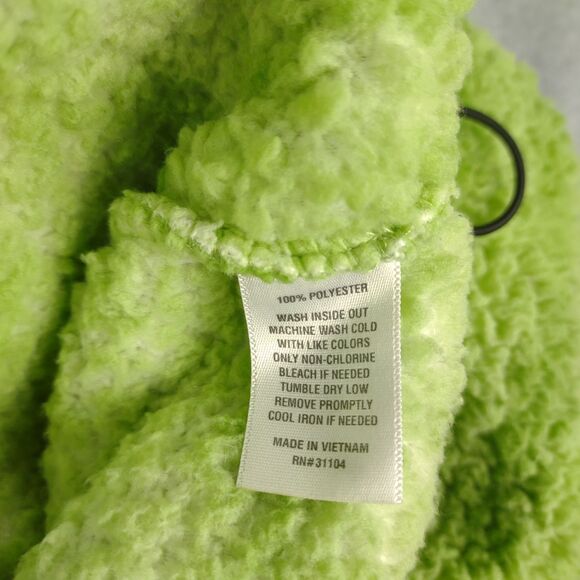 100% POLYESTER
WASH INSIDE OUT
MACHINE WASH COLD
WITH LIKE COLORS
ONLY NON-CHLORINE
BLEACH IF NEEDED
TUMBLE DRY LOW
REMOVE PROMPTLY
COOL IRON IF NEEDED
MADE IN VIETNAM
RN#31104